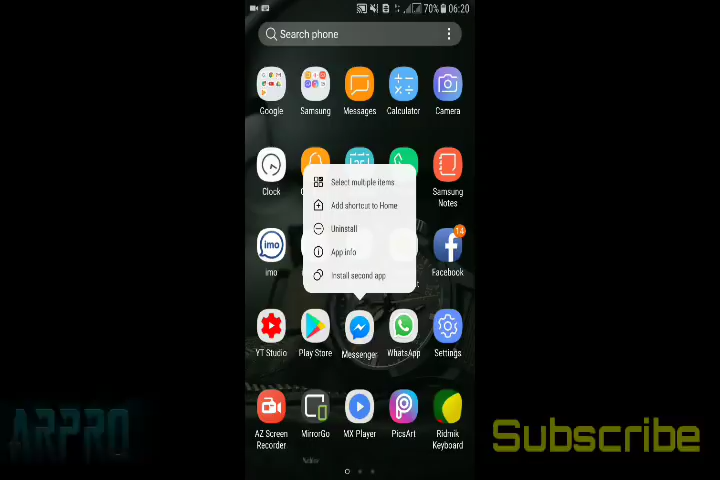 70% 06:20
Search phone
Google Samsung Messages Calculator Camera
Clock
Samsung
Notes
Select multiple items
Add shortcut to Home
Uninstall
App info
Install second app
imo
imo
14
Facebook
YT Studio Play Store Messenger WhatsApp Settings
AZ Screen
Recorder
MirrorGo MX Player PicsArt
Ridmik
Keyboard
ARPRO
Subscribe